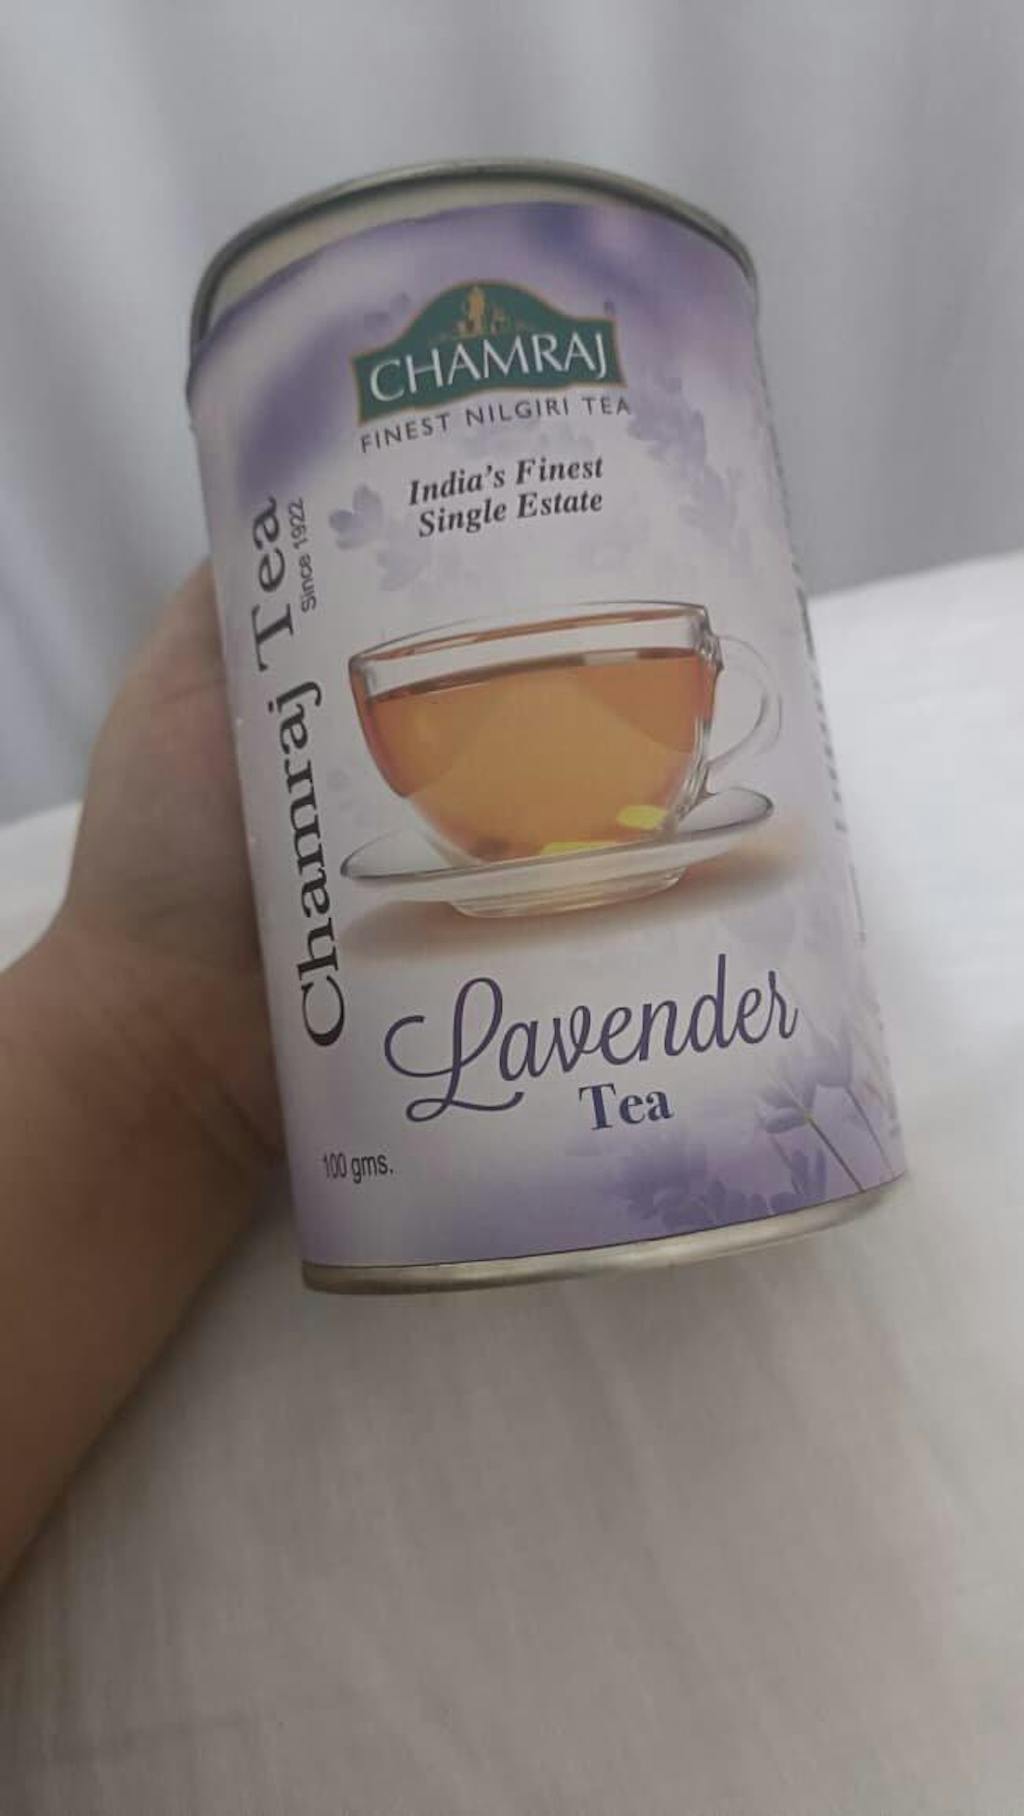 CHAMRAJ
FINEST NILGIRI TEA
India's Finest
Single Estate
Chamraj Tea
Since 1922
Lavender
Tea
100 gms.